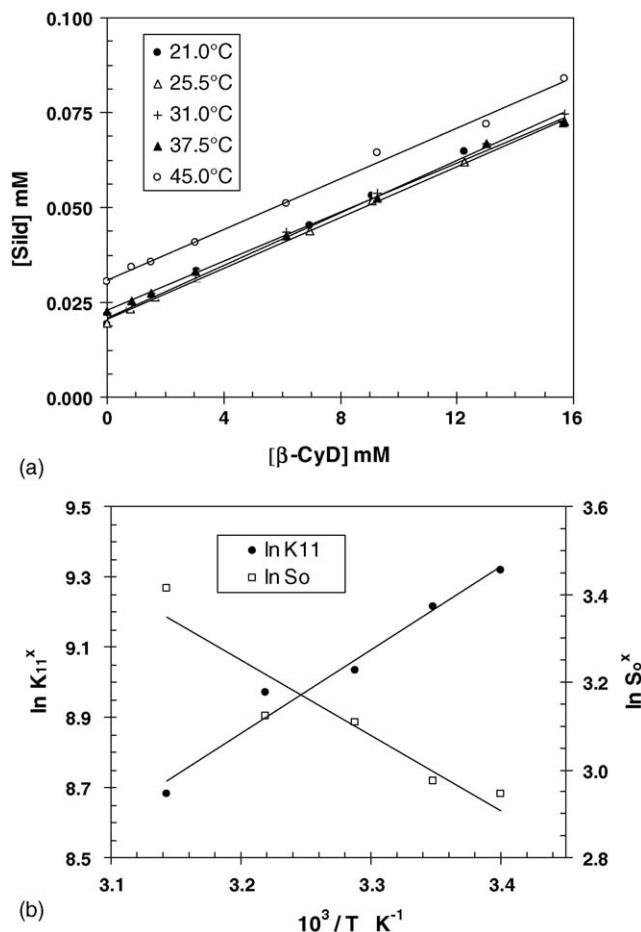 0.100
21.0°C
25.5°C
31.0°C
37.5°C
45.0°C
0.075
0.050
0.025
0.000
[Sild] mM
0 4 8 12 16
[β-CyD] mM
(a)
9.5 3.6
ln K11
ln So
9.3 3.4
9.1 3.2
8.9 3.0
8.7
8.5 2.8
ln K₁₁ˣ
ln Sₒˣ
3.1 3.2 3.3 3.4
10³/T K⁻¹
(b)